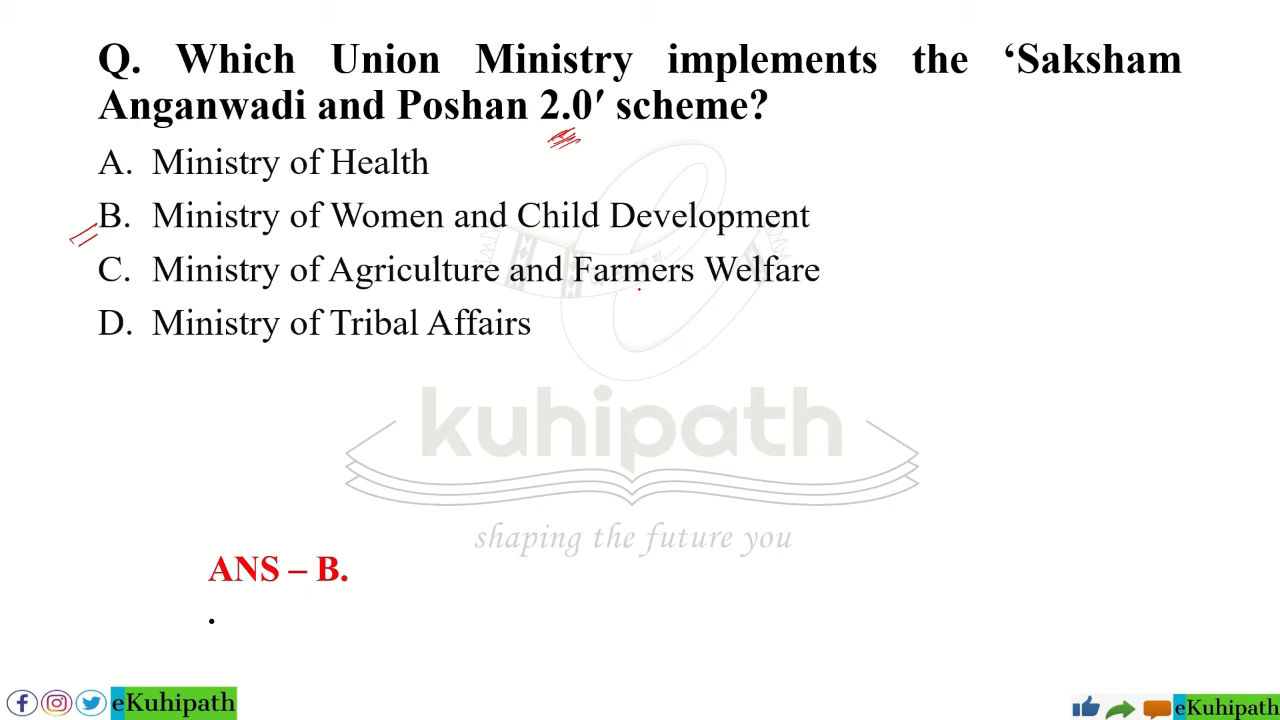 Q. Which Union Ministry implements the ‘Saksham
Anganwadi and Poshan 2.0′ scheme?
A. Ministry of Health
B. Ministry of Women and Child Development
C. Ministry of Agriculture and Farmers Welfare
D. Ministry of Tribal Affairs
kuhipath
shaping the future you
ANS – B.
.
eKuhipath
eKuhipath